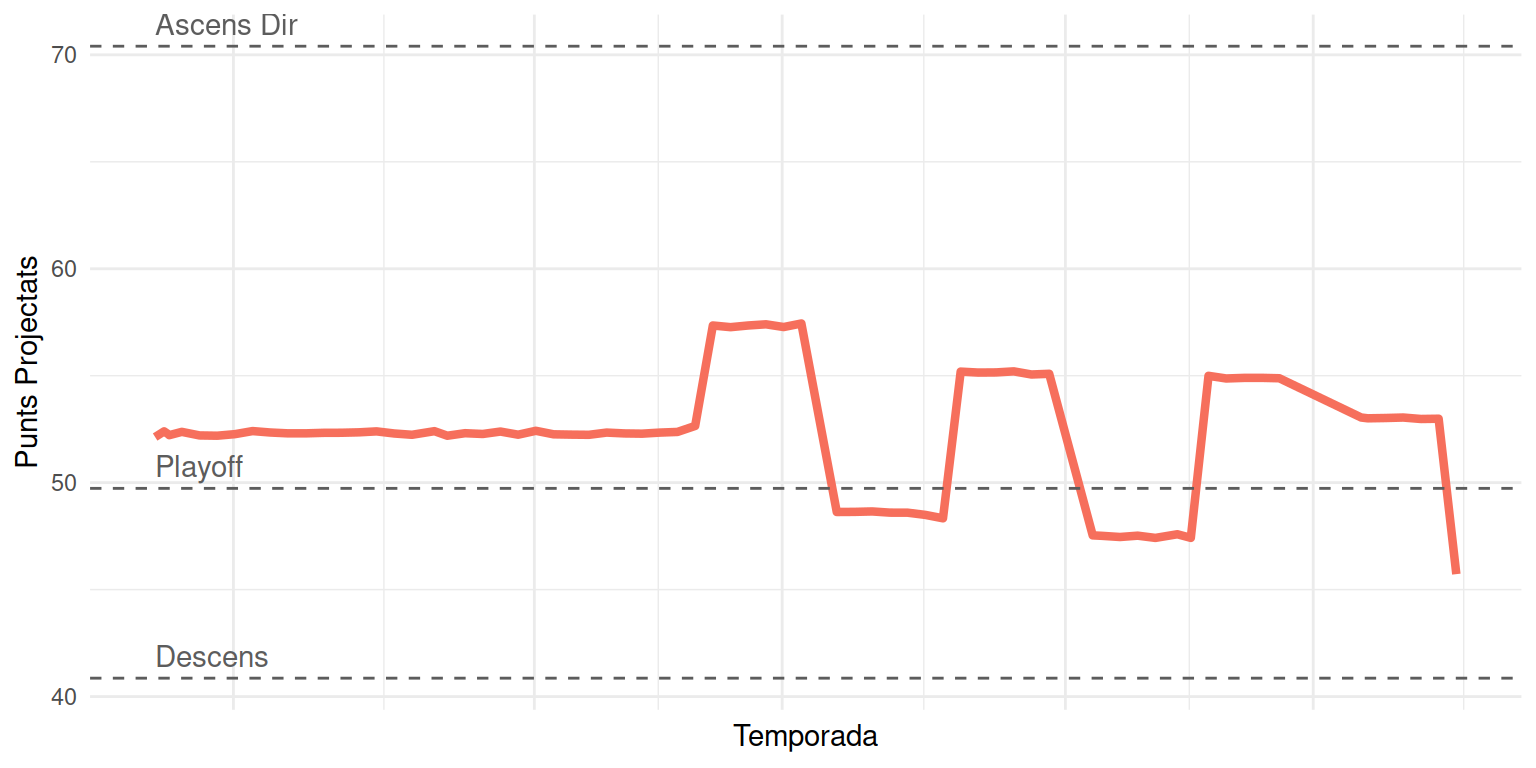 Ascens Dir
70
60
Punts Projectats
Playoff
50
Descens
40
Temporada